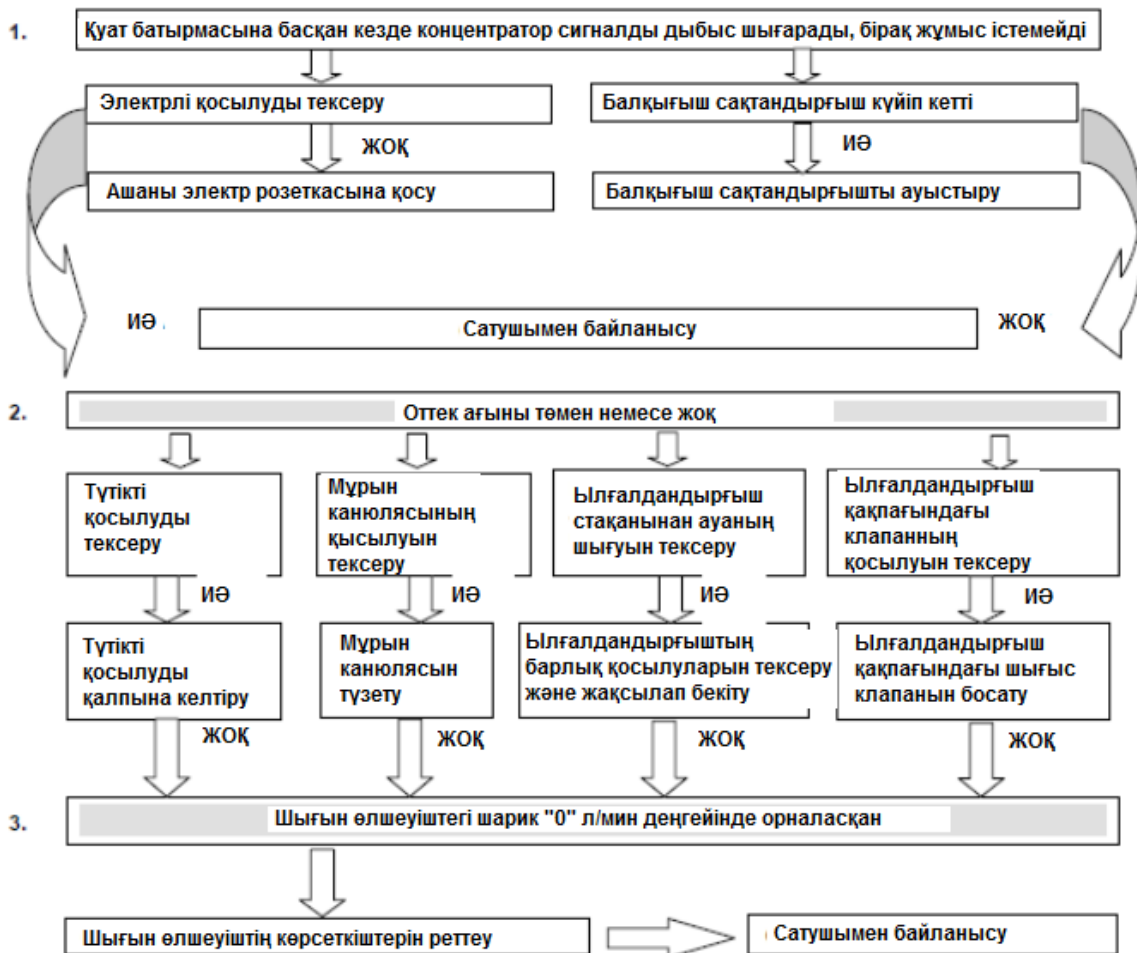 1.
Қуат батырмасына басқан кезде концентратор сигналды дыбыс шығарады, бірақ жұмыс істемейді
Электрлі қосылуды тексеру
Балқығыш сақтандырғыш күйіп кетті
ЖОҚ
ИӘ
Ашаны электр розеткасына қосу
Балқығыш сақтандырғышты ауыстыру
ИӘ
Сатушымен байланысу
ЖОҚ
2.
Оттек ағыны төмен немесе жоқ
Түтікті
қосылуды
тексеру
Мұрын
канюлясының
қысылуын
тексеру
Ылғалдандырғыш
стақанынан ауаның
шығуын тексеру
Ылғалдандырғыш
қақпағындағы
клапанның
қосылуын тексеру
ИӘ
ИӘ
ИӘ
ИӘ
Түтікті
қосылуды
қалпына келтіру
Мұрын
канюлясын
түзету
Ылғалдандырғыштың
барлық қосылуларын тексеру
және жақсылап бекіту
Ылғалдандырғыш
қақпағындағы шығыс
клапанын босату
ЖОҚ
ЖОҚ
ЖОҚ
ЖОҚ
3.
Шығын өлшеуіштегі шарик "0" л/мин деңгейінде орналасқан
Шығын өлшеуіштің көрсеткіштерін реттеу
Сатушымен байланысу